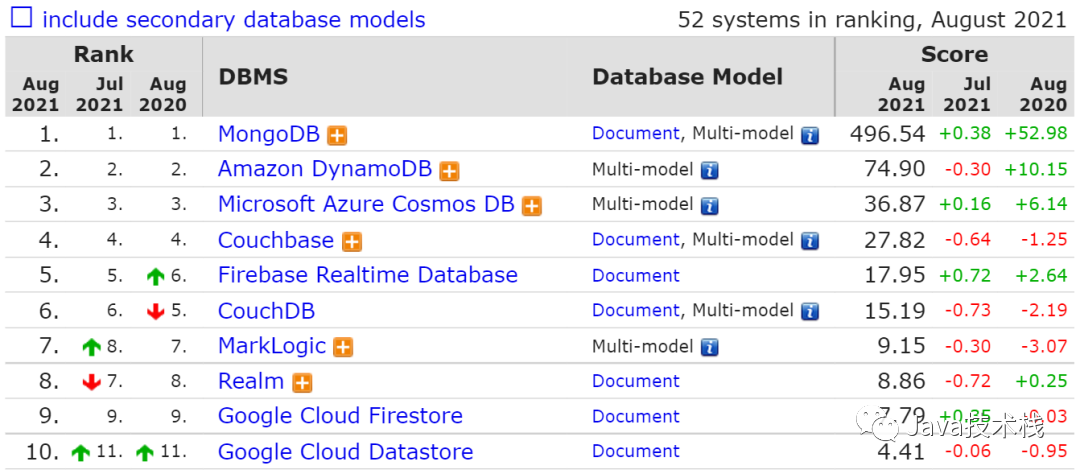 include secondary database models 52 systems in ranking, August 2021
Rank DBMS Database Model Score
Aug 2021 Jul 2021 Aug 2020 Aug 2021 Jul 2021 Aug 2020
1. 1. 1. MongoDB Document, Multi-model 496.54 +0.38 +52.98
2. 2. 2. Amazon DynamoDB Multi-model 74.90 -0.30 +10.15
3. 3. 3. Microsoft Azure Cosmos DB Multi-model 36.87 +0.16 +6.14
4. 4. 4. Couchbase Document, Multi-model 27.82 -0.64 -1.25
5. 5. 6. Firebase Realtime Database Document 17.95 +0.72 +2.64
6. 6. 5. CouchDB Document, Multi-model 15.19 -0.73 -2.19
7. 8. 7. MarkLogic Multi-model 9.15 -0.30 -3.07
8. 7. 8. Realm Document 8.86 -0.72 +0.25
9. 9. 9. Google Cloud Firestore Document 7.79 +0.35 -0.03
Java技术栈
10. 11. 11. Google Cloud Datastore Document 4.41 -0.06 -0.95